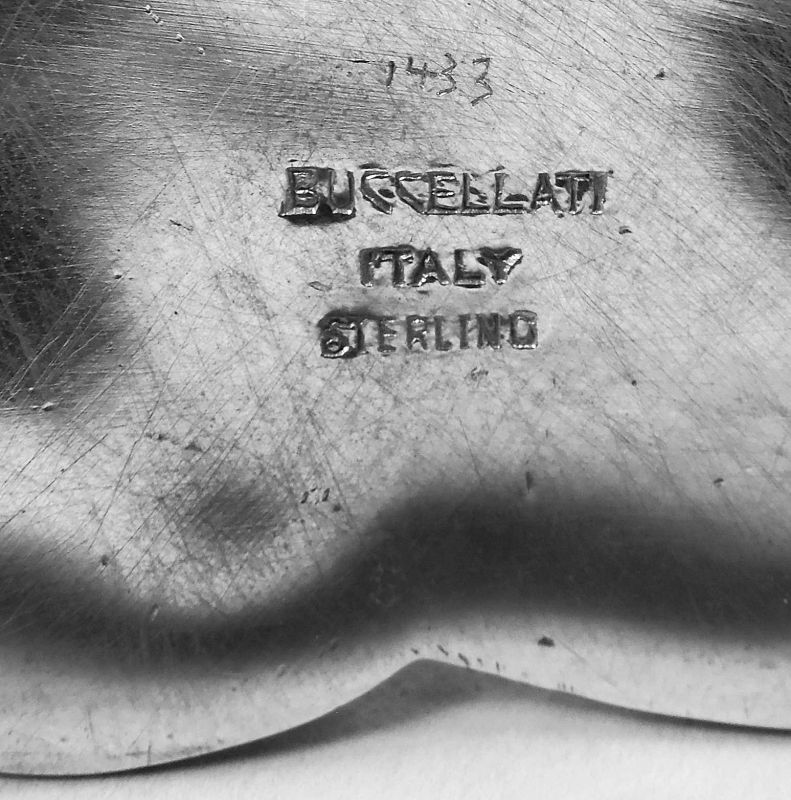 1433
BUCCELLATI
ITALY
STERLING